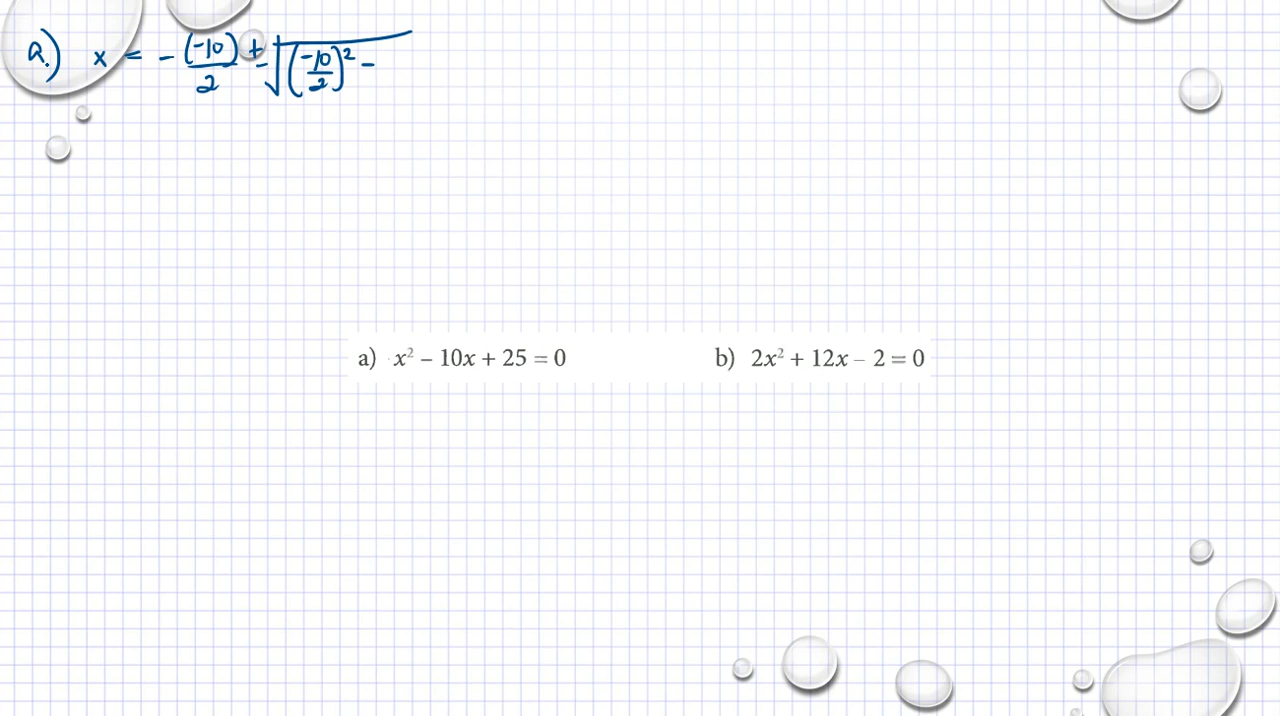 a.) x = - (-10)/2 ± √((-10/2)² -
a) x² – 10x + 25 = 0
b) 2x² + 12x – 2 = 0